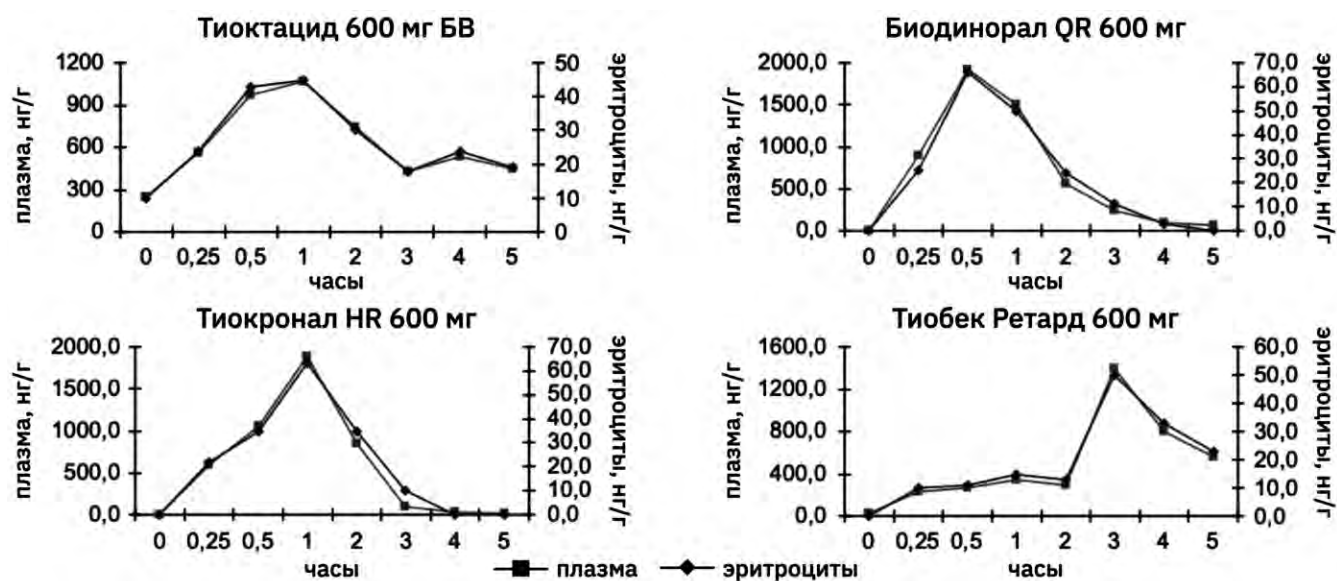 Тиоктацид 600 мг БВ
плазма, нг/г
1200
900
600
300
0
50
40
30
20
10
0
эритроциты, нг/г
0 0,25 0,5 1 2 3 4 5
часы
Биодинорал QR 600 мг
плазма, нг/г
2000,0
1500,0
1000,0
500,0
0,0
70,0
60,0
50,0
40,0
30,0
20,0
10,0
0,0
эритроциты, нг/г
0 0,25 0,5 1 2 3 4 5
часы
Тиокронал HR 600 мг
плазма, нг/г
2000,0
1500,0
1000,0
500,0
0,0
70,0
60,0
50,0
40,0
30,0
20,0
10,0
0,0
эритроциты, нг/г
0 0,25 0,5 1 2 3 4 5
часы
Тиобек Ретард 600 мг
плазма, нг/г
1600,0
1200,0
800,0
400,0
0,0
60,0
50,0
40,0
30,0
20,0
10,0
0,0
эритроциты, нг/г
0 0,25 0,5 1 2 3 4 5
часы
плазма эритроциты